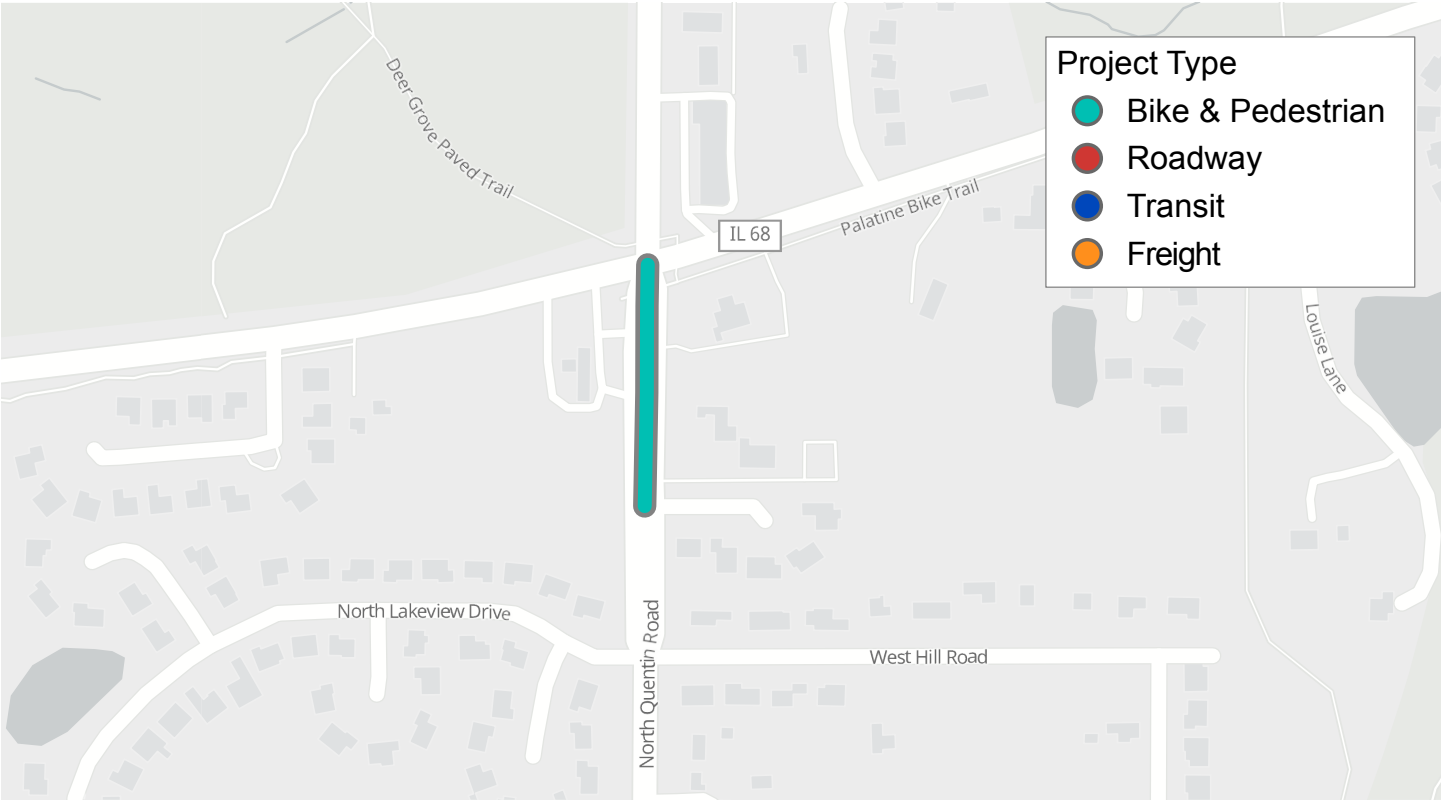 Project Type
Bike & Pedestrian
Roadway
Transit
Freight
Deer Grove Paved Trail
Palatine Bike Trail
IL 68
Louise Lane
North Lakeview Drive
North Quentin Road
West Hill Road